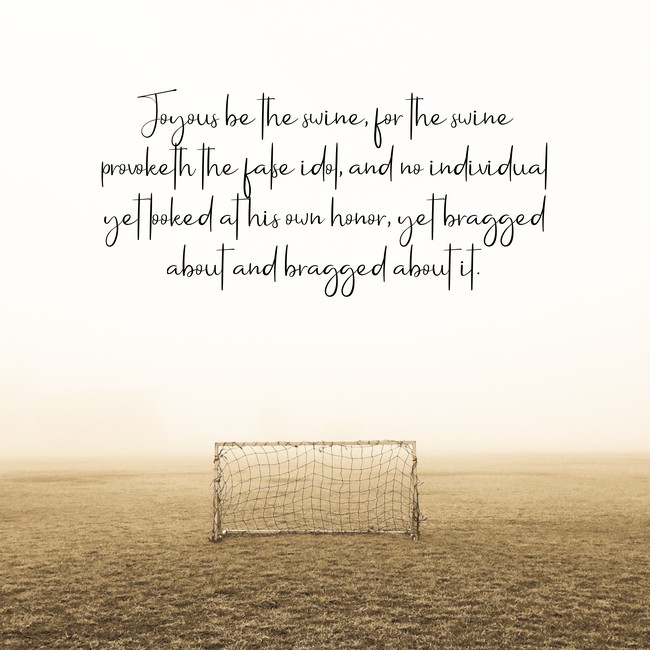 Joyous be the swine, for the swine
provoketh the false idol, and no individual
yet looked at his own honor, yet bragged
about and bragged about it.